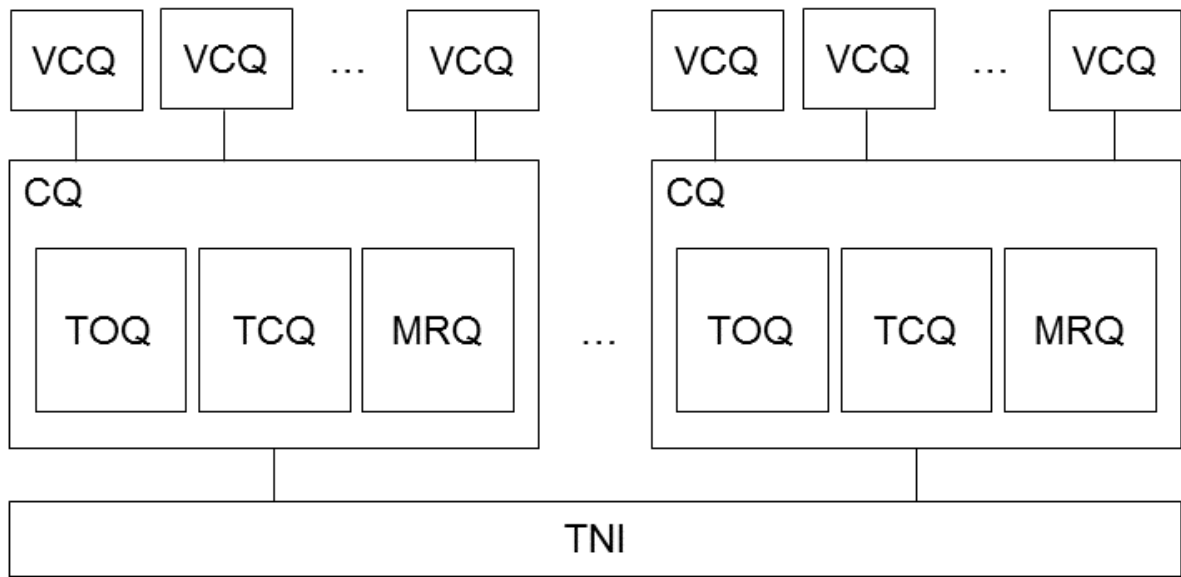 VCQ VCQ ... VCQ VCQ VCQ ... VCQ
CQ CQ
TOQ TCQ MRQ ... TOQ TCQ MRQ
TNI